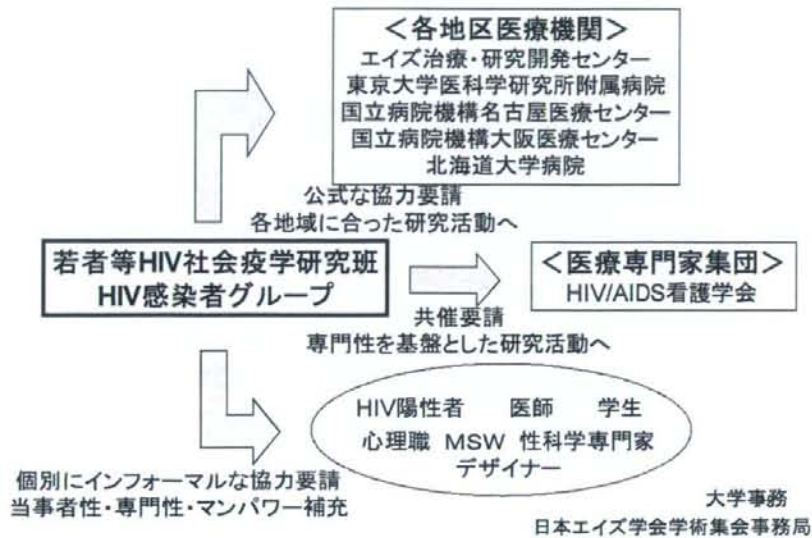 ＜各地区医療機関＞
エイズ治療・研究開発センター
東京大学医科学研究所附属病院
国立病院機構名古屋医療センター
国立病院機構大阪医療センター
北海道大学病院
公式な協力要請
各地域に合った研究活動へ
若者等HIV社会疫学研究班
HIV感染者グループ
＜医療専門家集団＞
HIV/AIDS看護学会
共催要請
専門性を基盤とした研究活動へ
HIV陽性者 医師 学生
心理職 MSW 性科学専門家
デザイナー
個別にインフォーマルな協力要請
当事者性・専門性・マンパワー補充
大学事務
日本エイズ学会学術集会事務局